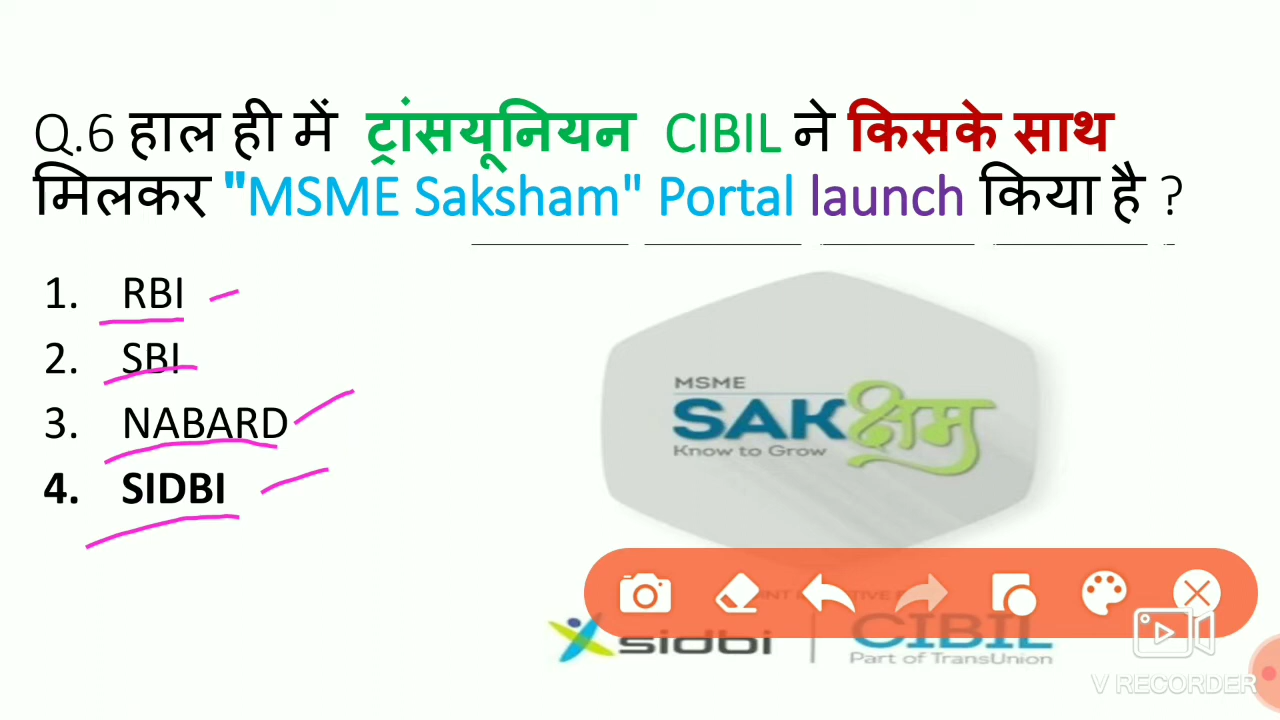 Q.6 हाल ही में ट्रांसयूनियन CIBIL ने किसके साथ
मिलकर "MSME Saksham" Portal launch किया है ?
1. RBI
2. SBI
3. NABARD
4. SIDBI
MSME
SAKक्षम
Know to Grow
sidbi | CIBIL
Part of TransUnion
V RECORDER